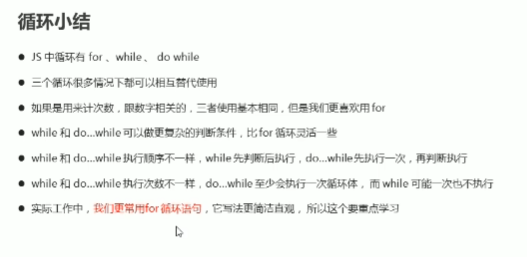 循环小结
● JS 中循环有 for 、while 、 do while
● 三个循环很多情况下都可以相互替代使用
● 如果是用来计次数，跟数字相关的，三者使用基本相同，但是我们更喜欢用 for
● while 和 do…while 可以做更复杂的判断条件，比 for 循环灵活一些
● while 和 do…while 执行顺序不一样，while 先判断后执行，do…while 先执行一次，再判断执行
● while 和 do…while 执行次数不一样，do…while 至少会执行一次循环体， 而 while 可能一次也不执行
● 实际工作中，我们更常用for 循环语句，它写法更简洁直观， 所以这个要重点学习